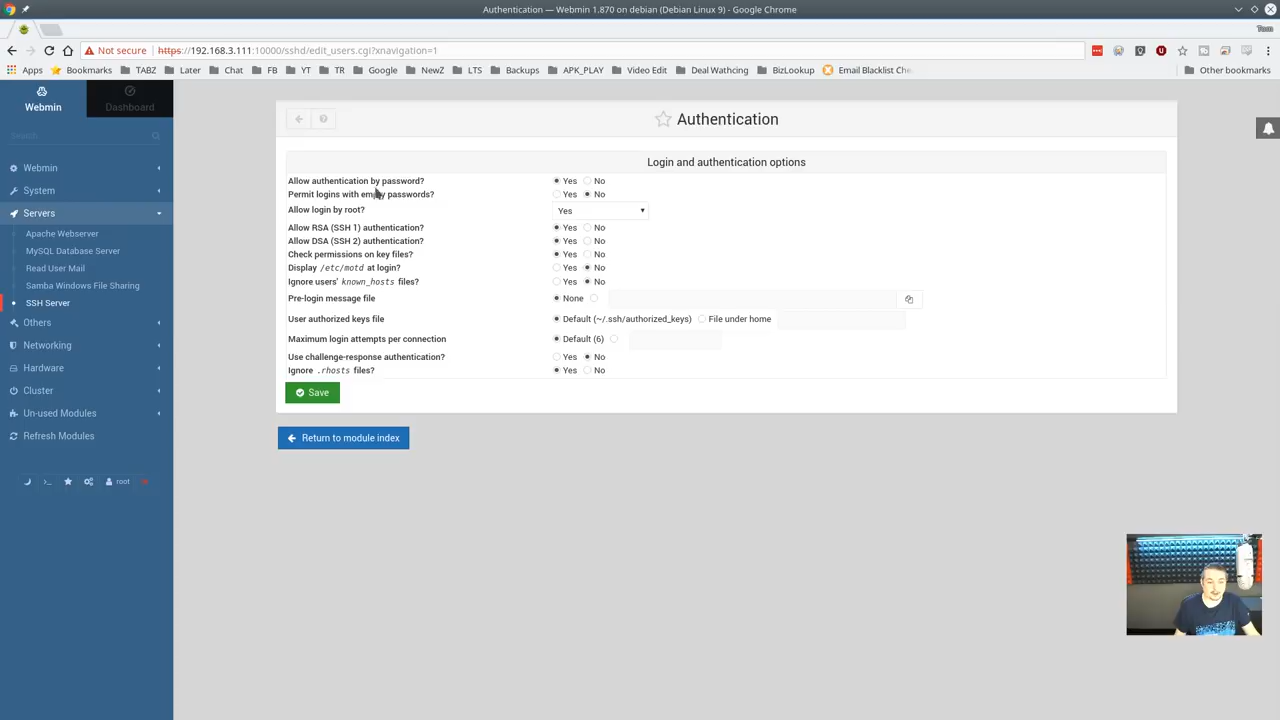 Authentication — Webmin 1.870 on debian (Debian Linux 9) - Google Chrome
Tom
Not secure https://192.168.3.111:10000/sshd/edit_users.cgi?xnavigation=1
Apps Bookmarks TABZ Later Chat FB YT TR Google NewZ LTS Backups APK_PLAY Video Edit Deal Wathcing BizLookup Email Blacklist Che Other bookmarks
Webmin Dashboard
Search
Webmin
System
Servers
Apache Webserver
MySQL Database Server
Read User Mail
Samba Windows File Sharing
SSH Server
Others
Networking
Hardware
Cluster
Un-used Modules
Refresh Modules
root
Authentication
Login and authentication options
Allow authentication by password? Yes No
Permit logins with empty passwords? Yes No
Allow login by root? Yes
Allow RSA (SSH 1) authentication? Yes No
Allow DSA (SSH 2) authentication? Yes No
Check permissions on key files? Yes No
Display /etc/motd at login? Yes No
Ignore users' known_hosts files? Yes No
Pre-login message file None
User authorized keys file Default (~/.ssh/authorized_keys) File under home
Maximum login attempts per connection Default (6)
Use challenge-response authentication? Yes No
Ignore .rhosts files? Yes No
Save
Return to module index